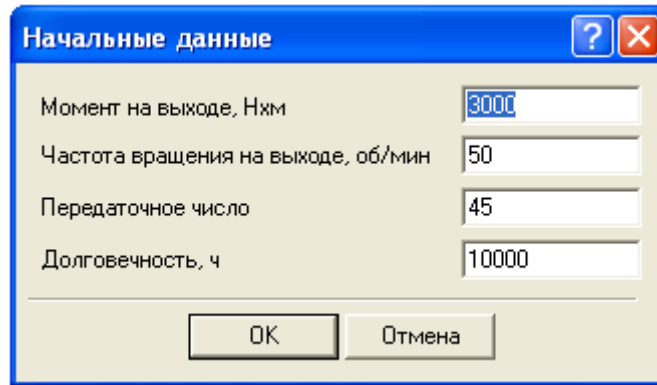 Начальные данные
Момент на выходе, Нхм 3000
Частота вращения на выходе, об/мин 50
Передаточное число 45
Долговечность, ч 10000
OK Отмена